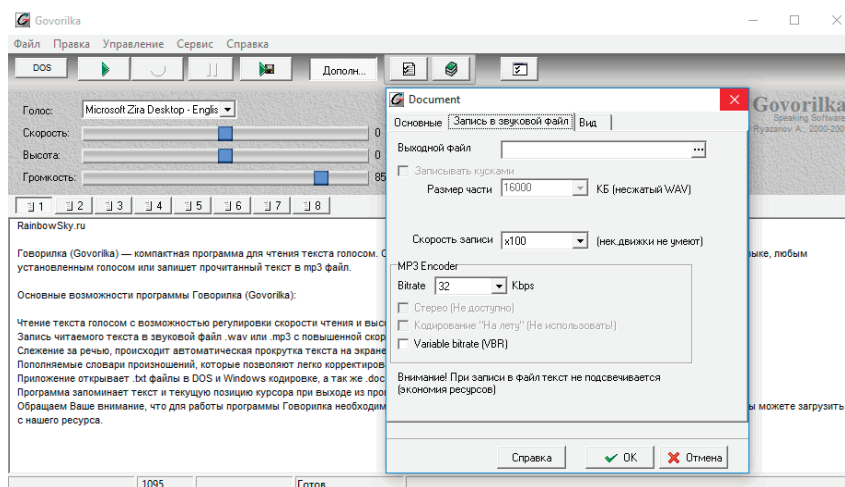 Govorilka
Файл Правка Управление Сервис Справка
DOS Дополн...
Голос: Microsoft Zira Desktop - Englis
Скорость: 0
Высота: 0
Громкость: 85
1 2 3 4 5 6 7 8
RainbowSky.ru
Говорилка (Govorilka) — компактная программа для чтения текста голосом.
языке, любым
установленным голосом или запишет прочитанный текст в mp3 файл.
Основные возможности программы Говорилка (Govorilka):
Чтение текста голосом с возможностью регулировки скорости чтения и
Запись читаемого текста в звуковой файл .wav или .mp3 с повышенной
Слежение за речью, происходит автоматическая прокрутка текста на экране
Пополняемые словари произношений, которые позволяют легко
Приложение открывает .txt файлы в DOS и Windows кодировке, а так же .doc
Программа запоминает текст и текущую позицию курсора при выходе из
Обращаем Ваше внимание, что для работы программы Говорилка
можете загрузить
с нашего ресурса.
1095 Готов
Document
Основные Запись в звуковой файл Вид
Выходной файл ...
Записывать кусками
Размер части 16000 КБ (несжатый WAV)
Скорость записи x100 (нек.движки не умеют)
MP3 Encoder
Bitrate 32 Kbps
Стерео (Не доступно)
Кодирование "На лету" (Не использовать!)
Variable bitrate (VBR)
Внимание! При записи в файл текст не подсвечивается
(экономия ресурсов)
Справка OK Отмена
Govorilka
Speaking Software
Ryazanov A., 2000-200